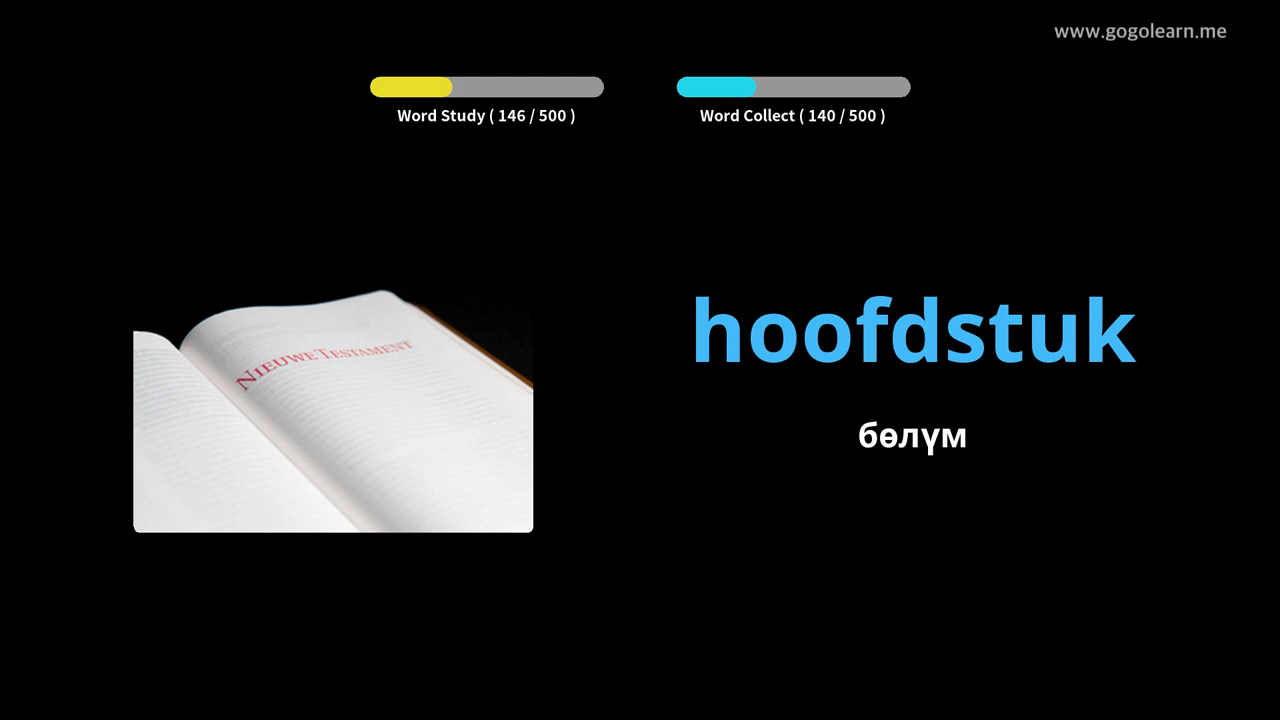 www.gogolearn.me
Word Study ( 146 / 500 )
Word Collect ( 140 / 500 )
NIEUWE TESTAMENT
hoofdstuk
бөлүм